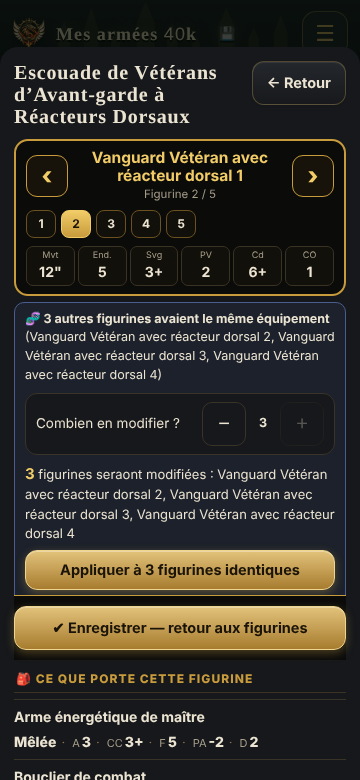 Mes armées 40k
Escouade de Vétérans
d'Avant-garde à
Réacteurs Dorsaux
← Retour
Vanguard Vétéran avec
réacteur dorsal 1
Figurine 2 / 5
1 2 3 4 5
Mvt End. Svg PV Cd CO
12" 5 3+ 2 6+ 1
3 autres figurines avaient le même équipement
(Vanguard Vétéran avec réacteur dorsal 2, Vanguard
Vétéran avec réacteur dorsal 3, Vanguard Vétéran
avec réacteur dorsal 4)
Combien en modifier ? − 3 +
3 figurines seront modifiées : Vanguard Vétéran
avec réacteur dorsal 2, Vanguard Vétéran avec
réacteur dorsal 3, Vanguard Vétéran avec réacteur
dorsal 4
Appliquer à 3 figurines identiques
✔ Enregistrer — retour aux figurines
CE QUE PORTE CETTE FIGURINE
Arme énergétique de maître
Mêlée · A 3 · CC 3+ · F 5 · PA -2 · D 2
Bouclier de combat